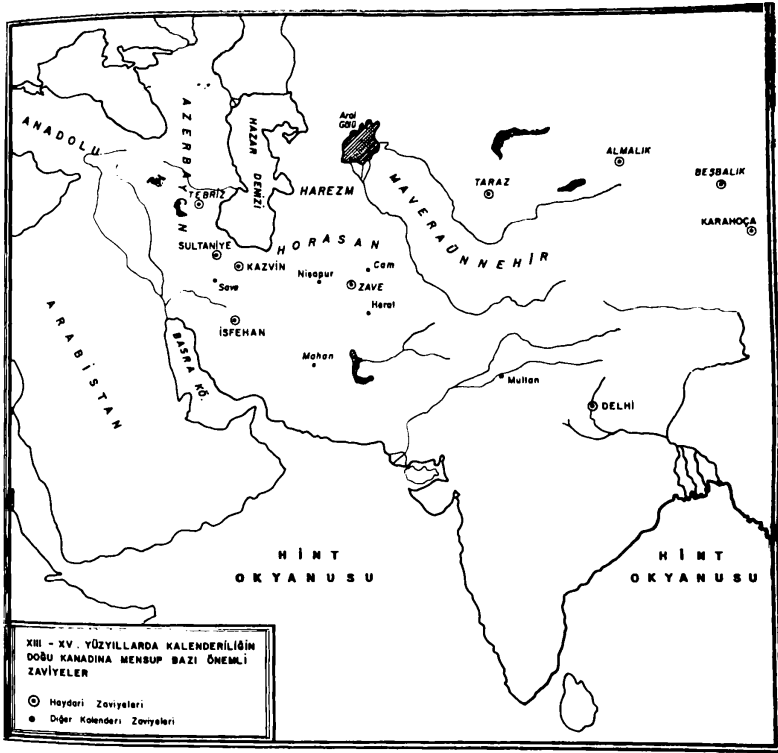 ANADOLU
AZERBAYCAN
HAZAR DENİZİ
Aral
Gölü
HAREZM
MAVERAÜNNEHİR
TARAZ
ALMALIK
BEŞBALIK
KARAHOÇA
TEBRİZ
SULTANİYE
KAZVİN
HORASAN
Save
Nişapur
Cam
ZAVE
Herat
İSFEHAN
ARABİSTAN
BASRA KÖ.
Mahan
Multan
DELHİ
HİNT
OKYANUSU
HİNT
OKYANUSU
XIII - XV. YÜZYILLARDA KALENDERİLİĞİN
DOĞU KANADINA MENSUP BAZI ÖNEMLİ
ZAVİYELER
Haydari Zaviyeleri
Diğer Kalenderi Zaviyeleri